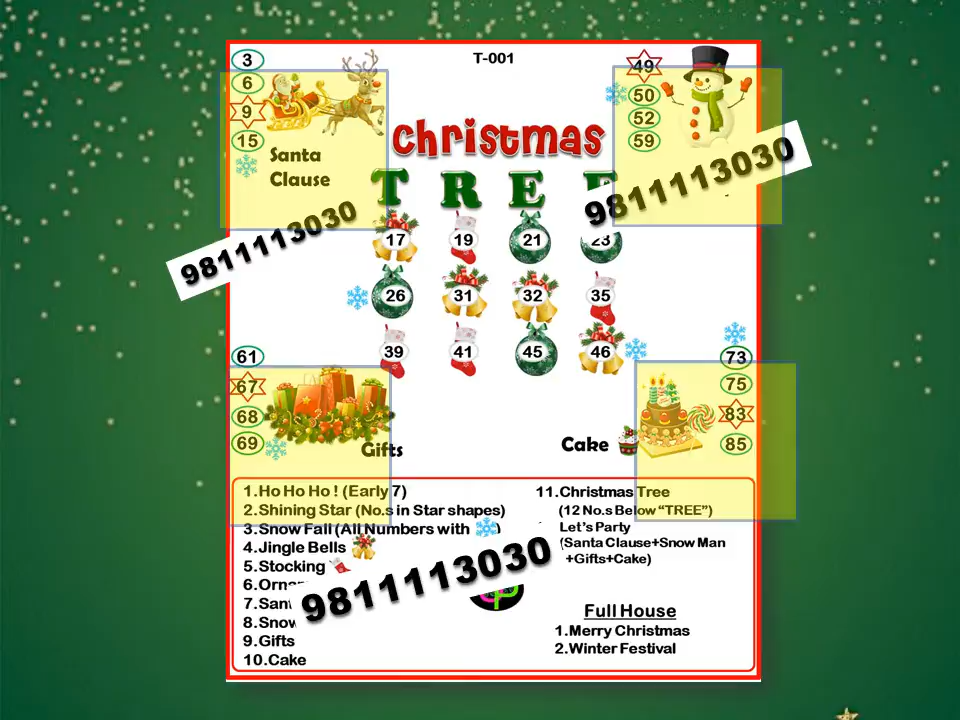 T-001
3
6
9
15
Santa
Clause
49
50
52
59
Christmas
TREE
9811113030
9811113030
17 19 21 23
26 31 32 35
39 41 45 46
61
67
68
69
Gifts
73
75
83
85
Cake
1.Ho Ho Ho ! (Early 7)
2.Shining Star (No.s in Star shapes)
3.Snow Fall (All Numbers with )
4.Jingle Bells
5.Stocking
6.
7.
8.
9.Gifts
10.Cake
9811113030
11.Christmas Tree
(12 No.s Below “TREE”)
Let’s Party
(Santa Clause+Snow Man
+Gifts+Cake)
Full House
1.Merry Christmas
2.Winter Festival